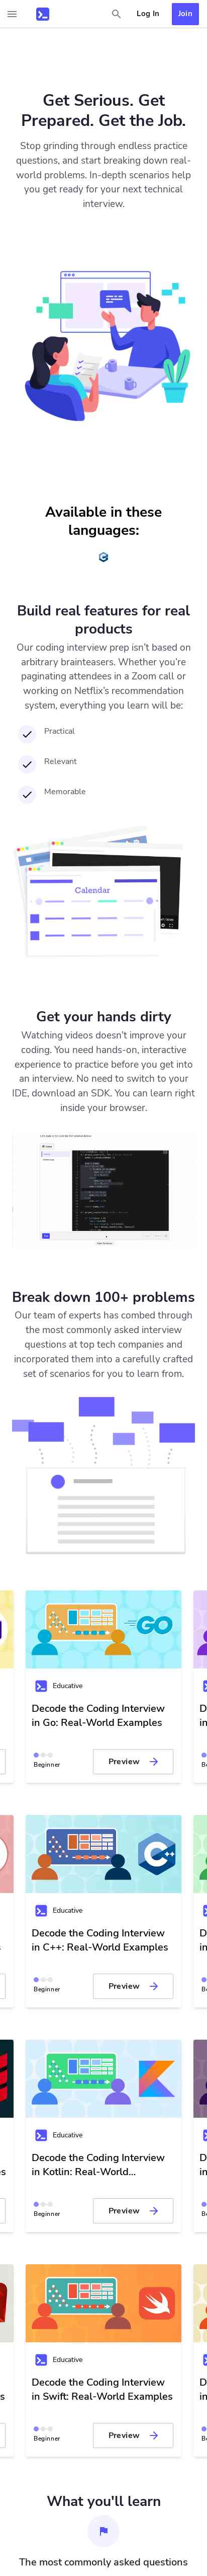 Log In
Join
Get Serious. Get
Prepared. Get the Job.
Stop grinding through endless practice
questions, and start breaking down real-
world problems. In-depth scenarios help
you get ready for your next technical
interview.
Available in these
languages:
Build real features for real
products
Our coding interview prep isn't based on
arbitrary brainteasers. Whether you're
paginating attendees in a Zoom call or
working on Netflix's recommendation
system, everything you learn will be:
Practical
Relevant
Memorable
Calendar
Get your hands dirty
Watching videos doesn't improve your
coding. You need hands-on, interactive
experience to practice before you get into
an interview. No need to switch to your
IDE, download an SDK. You can learn right
inside your browser.
Break down 100+ problems
Our team of experts has combed through
the most commonly asked interview
questions at top tech companies and
incorporated them into a carefully crafted
set of scenarios for you to learn from.
GO
Educative
Decode the Coding Interview
in Go: Real-World Examples
Beginner
Preview
C++
Educative
Decode the Coding Interview
in C++: Real-World Examples
Beginner
Preview
Educative
Decode the Coding Interview
in Kotlin: Real-World...
Beginner
Preview
Educative
Decode the Coding Interview
in Swift: Real-World Examples
Beginner
Preview
What you'll learn
The most commonly asked questions